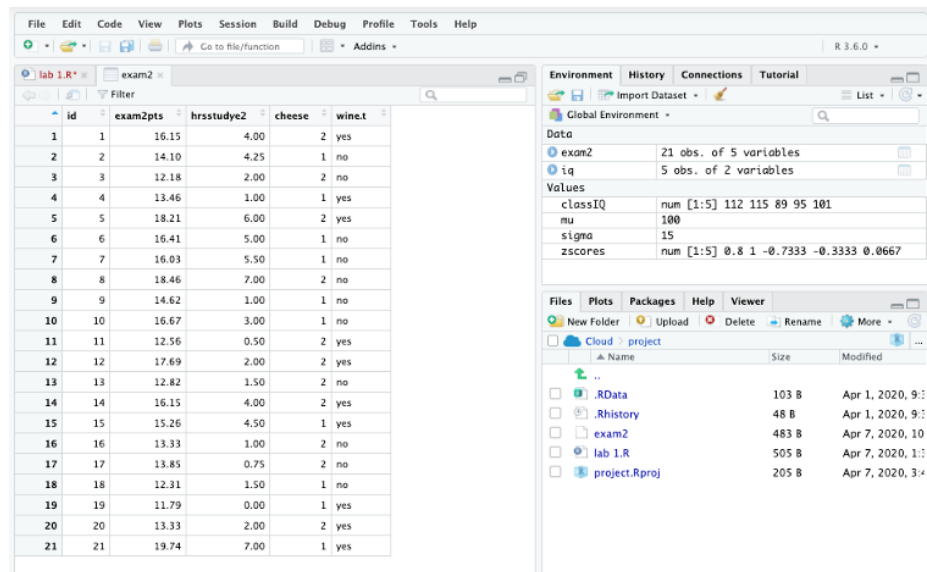 File Edit Code View Plots Session Build Debug Profile Tools Help
Go to file/function Addins R 3.6.0
lab 1.R* exam2
Filter
id exam2pts hrsstudye2 cheese wine.t
1 1 16.15 4.00 2 yes
2 2 14.10 4.25 1 no
3 3 12.18 2.00 2 no
4 4 13.46 1.00 1 yes
5 5 18.21 6.00 2 yes
6 6 16.41 5.00 1 no
7 7 16.03 5.50 1 no
8 8 18.46 7.00 2 no
9 9 14.62 1.00 1 no
10 10 16.67 3.00 1 no
11 11 12.56 0.50 2 yes
12 12 17.69 2.00 2 yes
13 13 12.82 1.50 2 no
14 14 16.15 4.00 2 yes
15 15 15.26 4.50 1 yes
16 16 13.33 1.00 2 no
17 17 13.85 0.75 2 no
18 18 12.31 1.50 1 no
19 19 11.79 0.00 1 yes
20 20 13.33 2.00 2 yes
21 21 19.74 7.00 1 yes
Environment History Connections Tutorial
Import Dataset List
Global Environment
Data
exam2 21 obs. of 5 variables
iq 5 obs. of 2 variables
Values
classIQ num [1:5] 112 115 89 95 101
mu 100
sigma 15
zscores num [1:5] 0.8 1 -0.7333 -0.3333 0.0667
Files Plots Packages Help Viewer
New Folder Upload Delete Rename More
Cloud project ...
Name Size Modified
..
.RData 103 B Apr 1, 2020, 9:
.Rhistory 48 B Apr 1, 2020, 9:
exam2 483 B Apr 7, 2020, 10
lab 1.R 505 B Apr 7, 2020, 1:
project.Rproj 205 B Apr 7, 2020, 3: